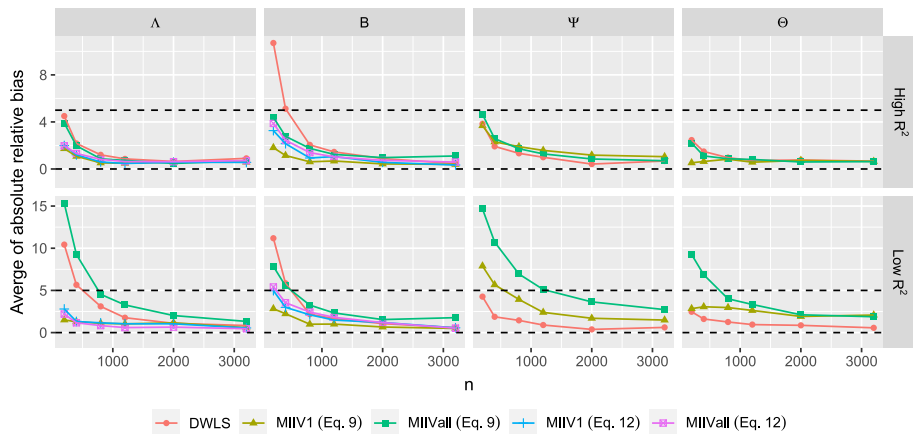 Λ B Ψ Θ
Averge of absolute relative bias
8
4
0
High R²
15
10
5
0
Low R²
1000 2000 3000 1000 2000 3000 1000 2000 3000 1000 2000 3000
n
DWLS MIIV1 (Eq. 9) MIIVall (Eq. 9) MIIV1 (Eq. 12) MIIVall (Eq. 12)